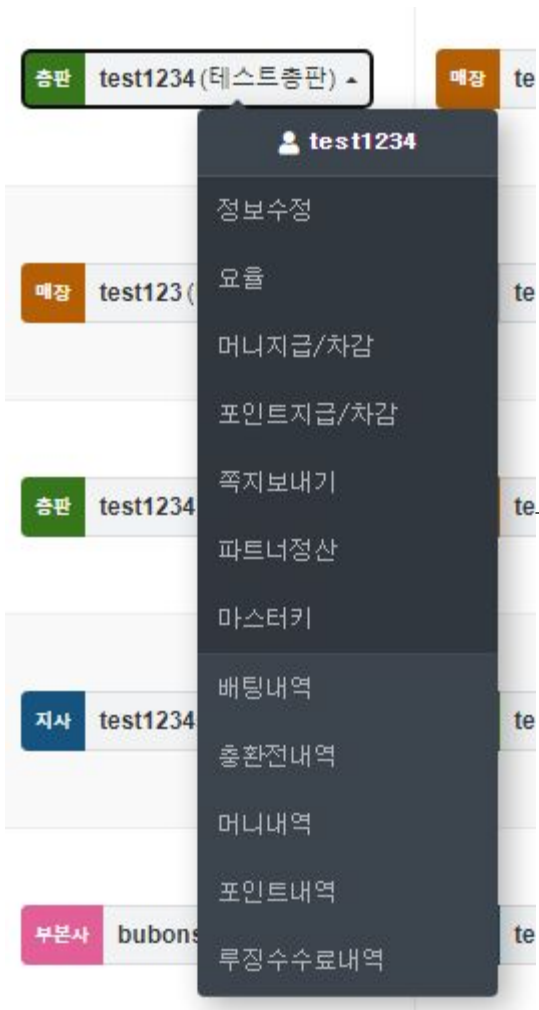 총판 test1234 (테스트총판)
매장 te
test1234
정보수정
요율
매장 test123 ( te
머니지급/차감
포인트지급/차감
쪽지보내기
총판 test1234 te
파트너정산
마스터키
배팅내역
지사 test1234 te
충환전내역
머니내역
포인트내역
부본사 bubons te
루징수수료내역